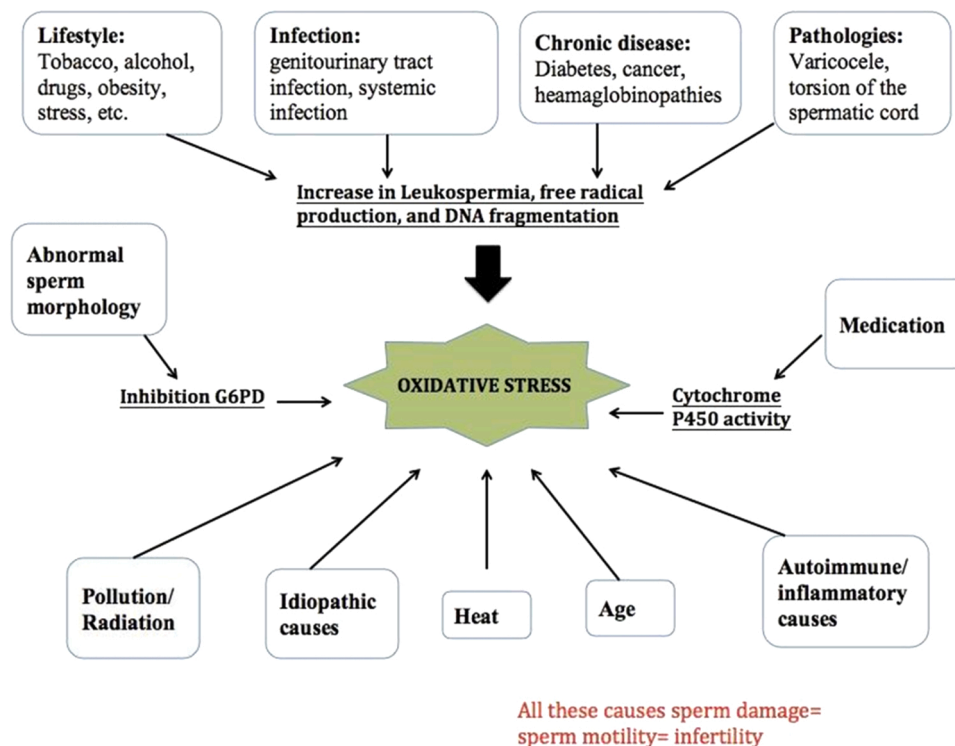 Lifestyle:
Tobacco, alcohol,
drugs, obesity,
stress, etc.
Infection:
genitourinary tract
infection, systemic
infection
Chronic disease:
Diabetes, cancer,
heamaglobinopathies
Pathologies:
Varicocele,
torsion of the
spermatic cord
Increase in Leukospermia, free radical
production, and DNA fragmentation
Abnormal
sperm
morphology
Medication
OXIDATIVE STRESS
Inhibition G6PD
Cytochrome
P450 activity
Pollution/
Radiation
Idiopathic
causes
Heat
Age
Autoimmune/
inflammatory
causes
All these causes sperm damage=
sperm motility= infertility